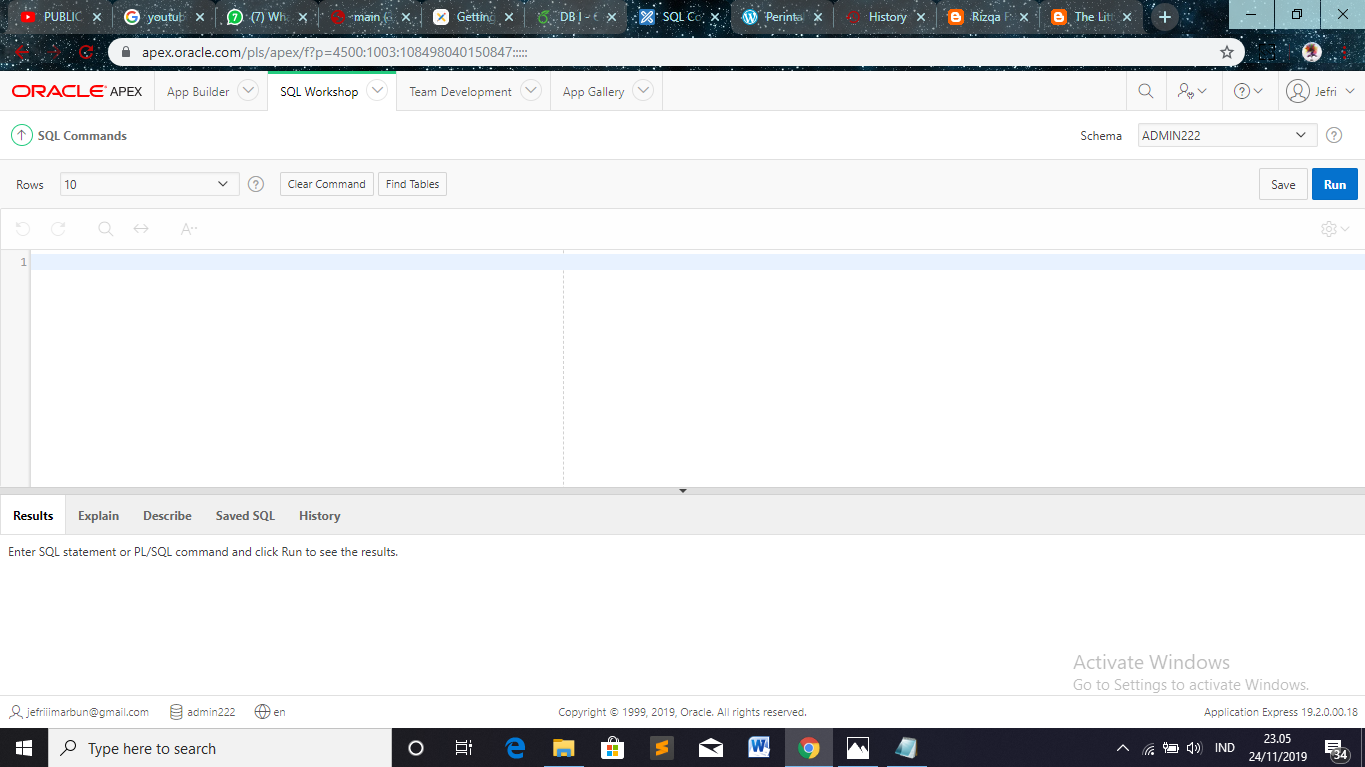 PUBLIC youtub (7) Wh main ( Getting DB I - SQL Co Perinta History Rizqa The Lit
apex.oracle.com/pls/apex/f?p=4500:1003:108498040150847:::::
ORACLE APEX App Builder SQL Workshop Team Development App Gallery Jefri
SQL Commands Schema ADMIN222
Rows 10 Clear Command Find Tables Save Run
A··
1
Results Explain Describe Saved SQL History
Enter SQL statement or PL/SQL command and click Run to see the results.
Activate Windows
Go to Settings to activate Windows.
jefriiimarbun@gmail.com admin222 en Copyright © 1999, 2019, Oracle. All rights reserved. Application Express 19.2.0.00.18
Type here to search IND 23.05
24/11/2019 34